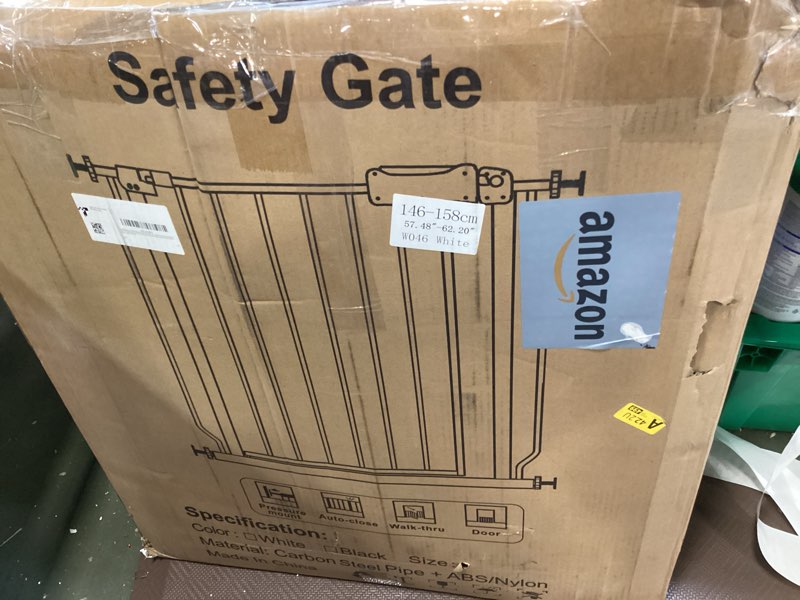 Safety Gate
146-158cm
57.48"-62.20"
W046 White
amazon
A
422U
Pressure
mount
Auto-close
Walk-thru
Door
Specification:
Color: □White □Black Size:
Material: Carbon Steel Pipe + ABS/Nylon
Made in China